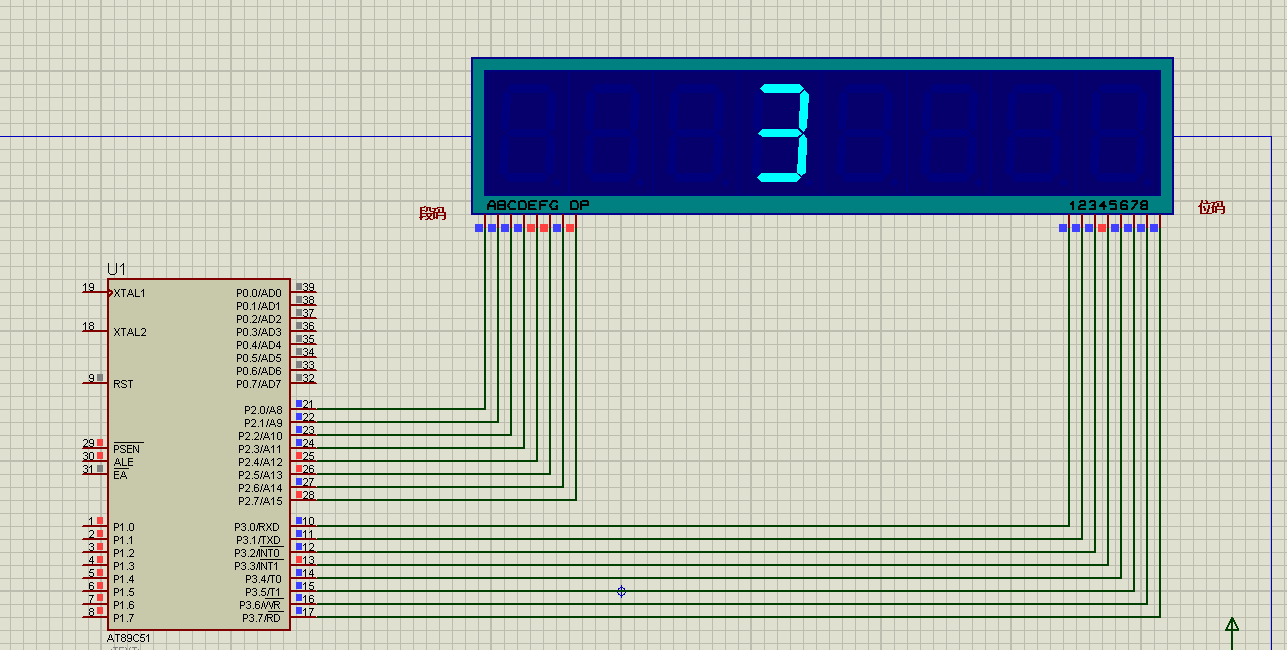 3
ABCDEFG DP
12345678
段码
位码
U1
19 XTAL1
18 XTAL2
9 RST
29 PSEN
30 ALE
31 EA
1 P1.0
2 P1.1
3 P1.2
4 P1.3
5 P1.4
6 P1.5
7 P1.6
8 P1.7
P0.0/AD0 39
P0.1/AD1 38
P0.2/AD2 37
P0.3/AD3 36
P0.4/AD4 35
P0.5/AD5 34
P0.6/AD6 33
P0.7/AD7 32
P2.0/A8 21
P2.1/A9 22
P2.2/A10 23
P2.3/A11 24
P2.4/A12 25
P2.5/A13 26
P2.6/A14 27
P2.7/A15 28
P3.0/RXD 10
P3.1/TXD 11
P3.2/INT0 12
P3.3/INT1 13
P3.4/T0 14
P3.5/T1 15
P3.6/WR 16
P3.7/RD 17
AT89C51